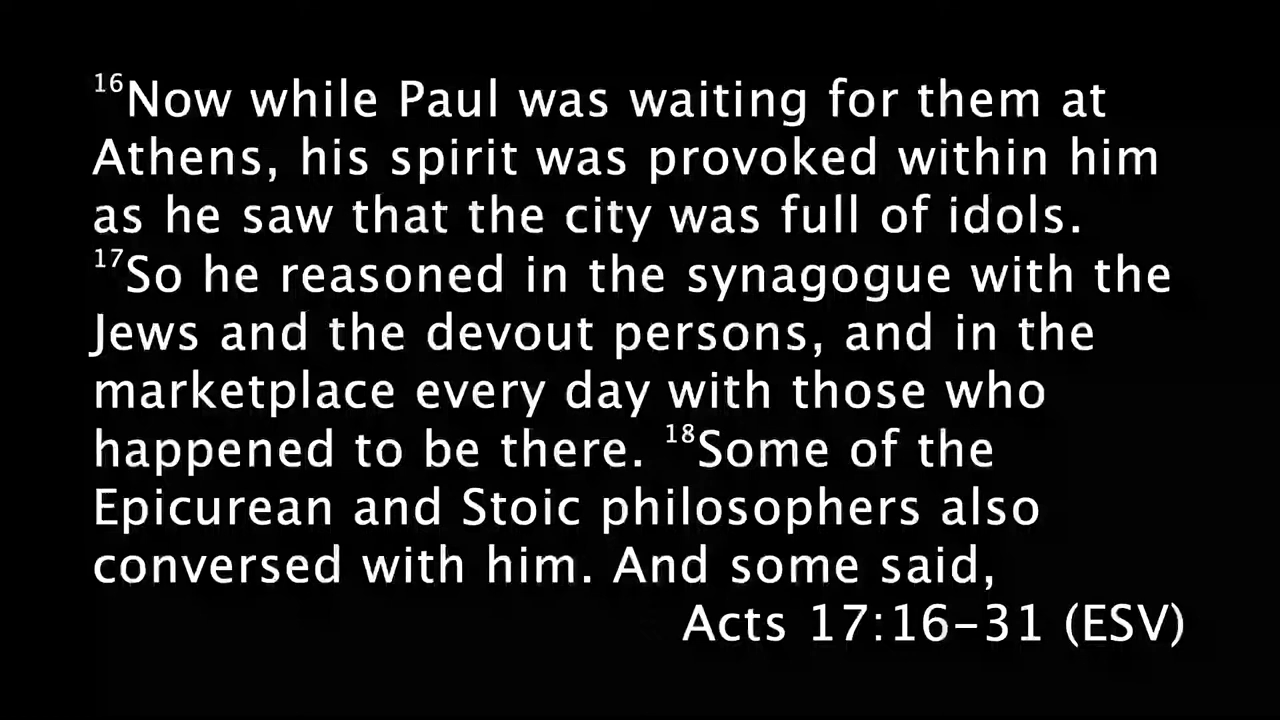 ¹⁶Now while Paul was waiting for them at
Athens, his spirit was provoked within him
as he saw that the city was full of idols.
¹⁷So he reasoned in the synagogue with the
Jews and the devout persons, and in the
marketplace every day with those who
happened to be there. ¹⁸Some of the
Epicurean and Stoic philosophers also
conversed with him. And some said,
Acts 17:16–31 (ESV)